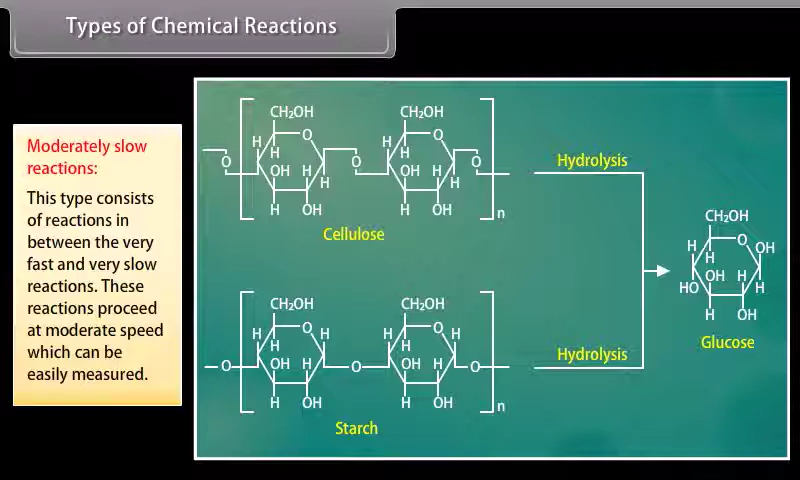 Types of Chemical Reactions
Moderately slow
reactions:
This type consists
of reactions in
between the very
fast and very slow
reactions. These
reactions proceed
at moderate speed
which can be
easily measured.
CH₂OH CH₂OH
O O
H H
H H
O OH H O OH H O
H H
H OH H OH
n
Cellulose
Hydrolysis
CH₂OH
O OH
H
H
OH H
HO H
H OH
Glucose
CH₂OH CH₂OH
O O
H H H H
H H
O OH H O OH H O
H OH H OH
n
Starch
Hydrolysis